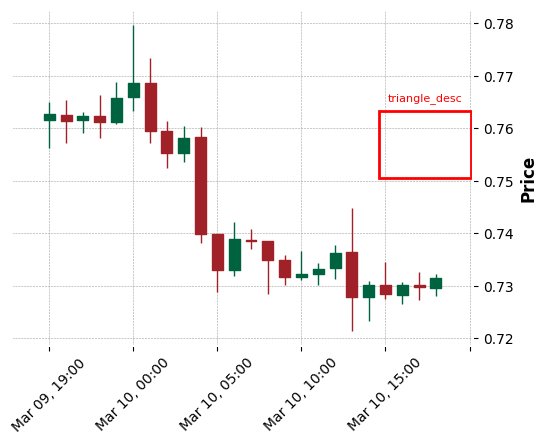 0.78
0.77
triangle_desc
0.76
0.75
Price
0.74
0.73
0.72
Mar 09, 19:00
Mar 10, 00:00
Mar 10, 05:00
Mar 10, 10:00
Mar 10, 15:00